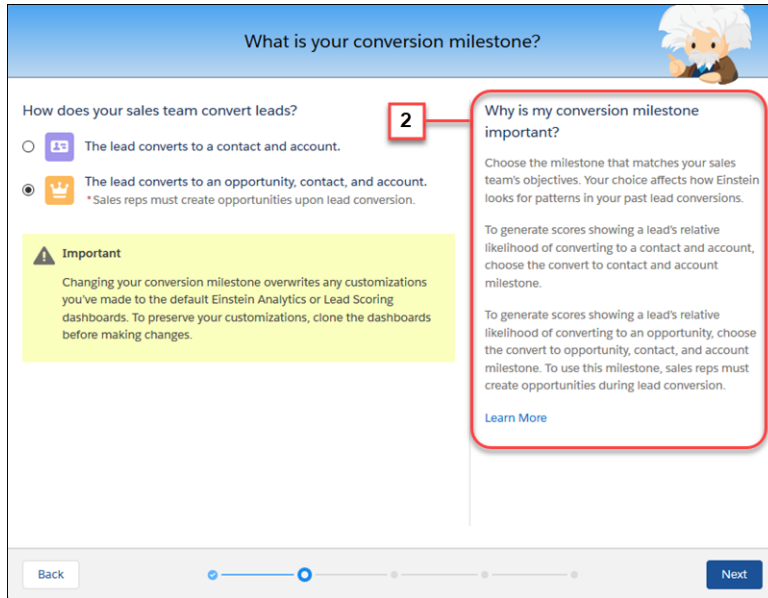 What is your conversion milestone?
How does your sales team convert leads?
The lead converts to a contact and account.
The lead converts to an opportunity, contact, and account.
*Sales reps must create opportunities upon lead conversion.
Important
Changing your conversion milestone overwrites any customizations
you've made to the default Einstein Analytics or Lead Scoring
dashboards. To preserve your customizations, clone the dashboards
before making changes.
2
Why is my conversion milestone
important?
Choose the milestone that matches your sales
team's objectives. Your choice affects how Einstein
looks for patterns in your past lead conversions.
To generate scores showing a lead's relative
likelihood of converting to a contact and account,
choose the convert to contact and account
milestone.
To generate scores showing a lead's relative
likelihood of converting to an opportunity, choose
the convert to opportunity, contact, and account
milestone. To use this milestone, sales reps must
create opportunities during lead conversion.
Learn More
Back
Next